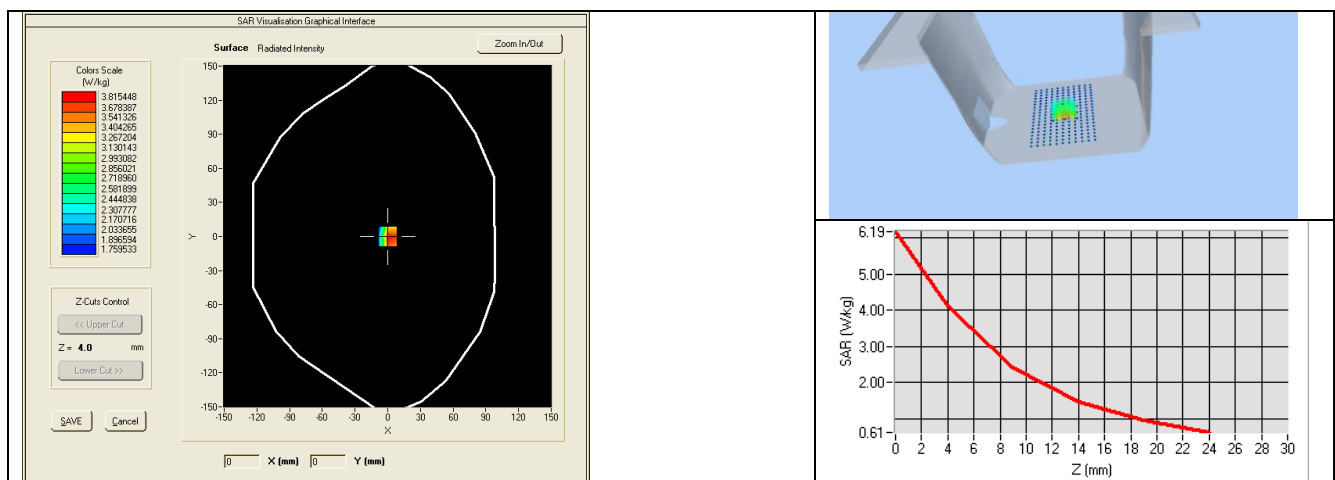 SAR Visualisation Graphical Interface
Surface Radiated Intensity
Zoom In/Out
Colors Scale
(W/kg)
3.815448
3.678387
3.541326
3.404265
3.267204
3.130143
2.993082
2.856021
2.718960
2.581899
2.444838
2.307777
2.170716
2.033655
1.896594
1.759533
Z-Cuts Control
<< Upper Cut
Z = 4.0 mm
Lower Cut >>
SAVE Cancel
150-
120-
90-
60-
30-
0-
-30-
-60-
-90-
-120-
-150-
Y
-150 -120 -90 -60 -30 0 30 60 90 120 150
X
0 X (mm) 0 Y (mm)
6.19-
5.00-
4.00-
3.00-
2.00-
0.61-
SAR (W/kg)
0 2 4 6 8 10 12 14 16 18 20 22 24 26 28 30
Z (mm)